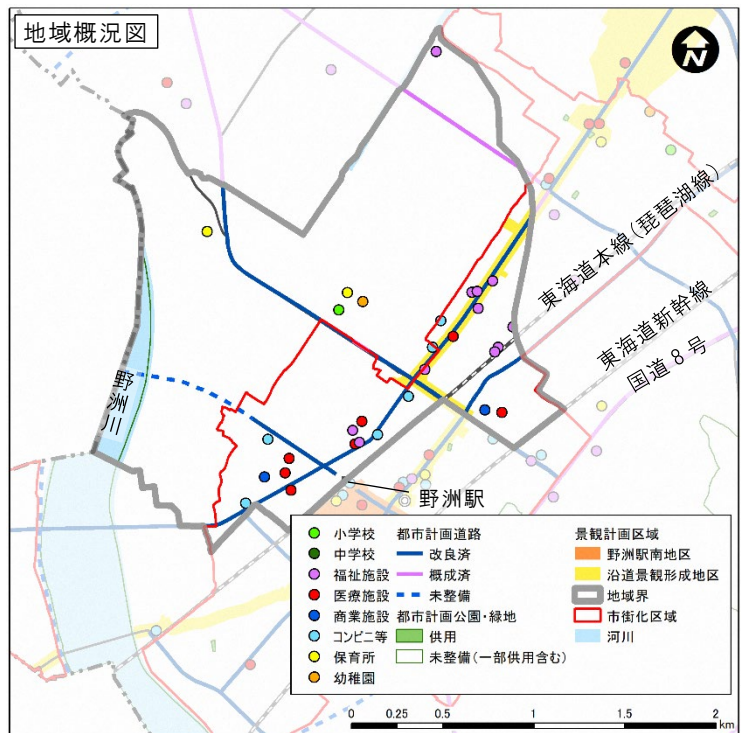 地域概況図
N
東海道本線(琵琶湖線)
東海道新幹線
国道8号
野洲川
野洲駅
小学校
中学校
福祉施設
医療施設
商業施設
コンビニ等
保育所
幼稚園
都市計画道路
改良済
概成済
未整備
都市計画公園・緑地
供用
未整備(一部供用含む)
景観計画区域
野洲駅南地区
沿道景観形成地区
地域界
市街化区域
河川
0 0.25 0.5 1 1.5 2
km